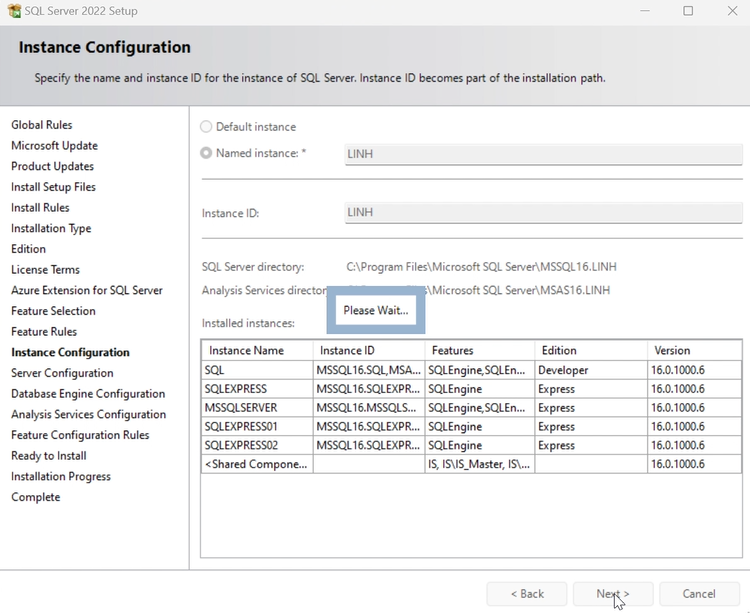 SQL Server 2022 Setup
Instance Configuration
Specify the name and instance ID for the instance of SQL Server. Instance ID becomes part of the installation path.
Global Rules
Microsoft Update
Product Updates
Install Setup Files
Install Rules
Installation Type
Edition
License Terms
Azure Extension for SQL Server
Feature Selection
Feature Rules
Instance Configuration
Server Configuration
Database Engine Configuration
Analysis Services Configuration
Feature Configuration Rules
Ready to Install
Installation Progress
Complete
Default instance
Named instance: * LINH
Instance ID: LINH
SQL Server directory: C:\Program Files\Microsoft SQL Server\MSSQL16.LINH
Analysis Services Microsoft SQL Server\MSAS16.LINH
Please Wait...
Installed instances:
Instance Name Instance ID Features Edition Version
SQL MSSQL16.SQL,MSA... SQLEngine,SQLEn... Developer 16.0.1000.6
SQLEXPRESS MSSQL16.SQLEXPR... SQLEngine Express 16.0.1000.6
MSSQLSERVER MSSQL16.MSSQLS... SQLEngine,SQLEn... Express 16.0.1000.6
SQLEXPRESS01 MSSQL16.SQLEXPR... SQLEngine Express 16.0.1000.6
SQLEXPRESS02 MSSQL16.SQLEXPR... SQLEngine Express 16.0.1000.6
<Shared Compone... IS, IS\IS_Master, IS\... 16.0.1000.6
< Back Next > Cancel